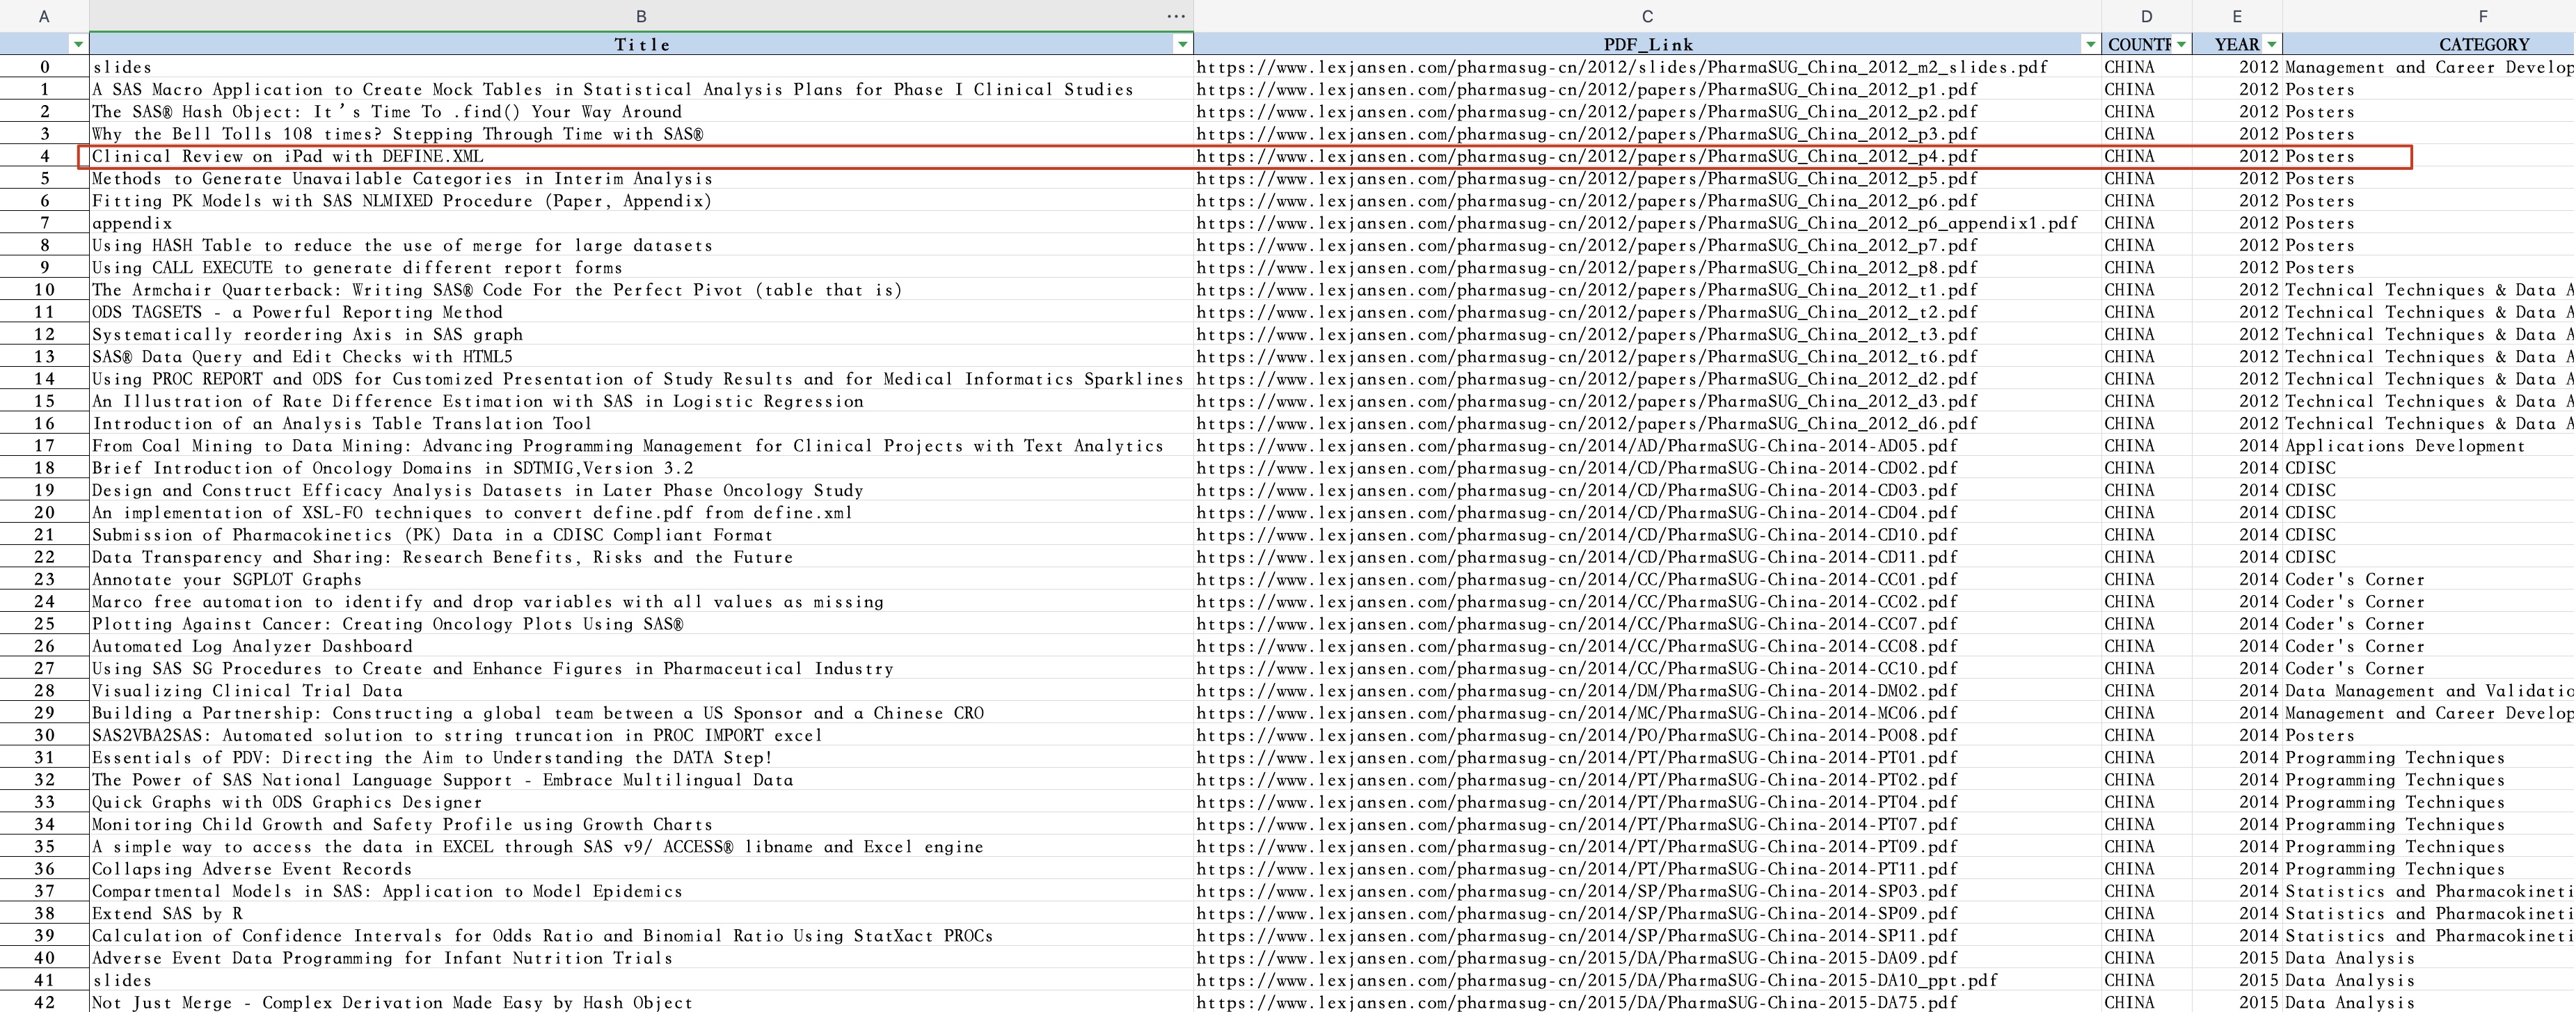 A B ... C D E F
Title PDF_Link COUNTR YEAR CATEGORY
0 slides https://www.lexjansen.com/pharmasug-cn/2012/slides/PharmaSUG_China_2012_m2_slides.pdf CHINA 2012 Management and Career Develop
1 A SAS Macro Application to Create Mock Tables in Statistical Analysis Plans for Phase I Clinical Studies https://www.lexjansen.com/pharmasug-cn/2012/papers/PharmaSUG_China_2012_p1.pdf CHINA 2012 Posters
2 The SAS® Hash Object: It’s Time To .find() Your Way Around https://www.lexjansen.com/pharmasug-cn/2012/papers/PharmaSUG_China_2012_p2.pdf CHINA 2012 Posters
3 Why the Bell Tolls 108 times? Stepping Through Time with SAS® https://www.lexjansen.com/pharmasug-cn/2012/papers/PharmaSUG_China_2012_p3.pdf CHINA 2012 Posters
4 Clinical Review on iPad with DEFINE.XML https://www.lexjansen.com/pharmasug-cn/2012/papers/PharmaSUG_China_2012_p4.pdf CHINA 2012 Posters
5 Methods to Generate Unavailable Categories in Interim Analysis https://www.lexjansen.com/pharmasug-cn/2012/papers/PharmaSUG_China_2012_p5.pdf CHINA 2012 Posters
6 Fitting PK Models with SAS NLMIXED Procedure (Paper, Appendix) https://www.lexjansen.com/pharmasug-cn/2012/papers/PharmaSUG_China_2012_p6.pdf CHINA 2012 Posters
7 appendix https://www.lexjansen.com/pharmasug-cn/2012/papers/PharmaSUG_China_2012_p6_appendix1.pdf CHINA 2012 Posters
8 Using HASH Table to reduce the use of merge for large datasets https://www.lexjansen.com/pharmasug-cn/2012/papers/PharmaSUG_China_2012_p7.pdf CHINA 2012 Posters
9 Using CALL EXECUTE to generate different report forms https://www.lexjansen.com/pharmasug-cn/2012/papers/PharmaSUG_China_2012_p8.pdf CHINA 2012 Posters
10 The Armchair Quarterback: Writing SAS® Code For the Perfect Pivot (table that is) https://www.lexjansen.com/pharmasug-cn/2012/papers/PharmaSUG_China_2012_t1.pdf CHINA 2012 Technical Techniques & Data A
11 ODS TAGSETS - a Powerful Reporting Method https://www.lexjansen.com/pharmasug-cn/2012/papers/PharmaSUG_China_2012_t2.pdf CHINA 2012 Technical Techniques & Data A
12 Systematically reordering Axis in SAS graph https://www.lexjansen.com/pharmasug-cn/2012/papers/PharmaSUG_China_2012_t3.pdf CHINA 2012 Technical Techniques & Data A
13 SAS® Data Query and Edit Checks with HTML5 https://www.lexjansen.com/pharmasug-cn/2012/papers/PharmaSUG_China_2012_t6.pdf CHINA 2012 Technical Techniques & Data A
14 Using PROC REPORT and ODS for Customized Presentation of Study Results and for Medical Informatics Sparklines https://www.lexjansen.com/pharmasug-cn/2012/papers/PharmaSUG_China_2012_d2.pdf CHINA 2012 Technical Techniques & Data A
15 An Illustration of Rate Difference Estimation with SAS in Logistic Regression https://www.lexjansen.com/pharmasug-cn/2012/papers/PharmaSUG_China_2012_d3.pdf CHINA 2012 Technical Techniques & Data A
16 Introduction of an Analysis Table Translation Tool https://www.lexjansen.com/pharmasug-cn/2012/papers/PharmaSUG_China_2012_d6.pdf CHINA 2012 Technical Techniques & Data A
17 From Coal Mining to Data Mining: Advancing Programming Management for Clinical Projects with Text Analytics https://www.lexjansen.com/pharmasug-cn/2014/AD/PharmaSUG-China-2014-AD05.pdf CHINA 2014 Applications Development
18 Brief Introduction of Oncology Domains in SDTMIG,Version 3.2 https://www.lexjansen.com/pharmasug-cn/2014/CD/PharmaSUG-China-2014-CD02.pdf CHINA 2014 CDISC
19 Design and Construct Efficacy Analysis Datasets in Later Phase Oncology Study https://www.lexjansen.com/pharmasug-cn/2014/CD/PharmaSUG-China-2014-CD03.pdf CHINA 2014 CDISC
20 An implementation of XSL-FO techniques to convert define.pdf from define.xml https://www.lexjansen.com/pharmasug-cn/2014/CD/PharmaSUG-China-2014-CD04.pdf CHINA 2014 CDISC
21 Submission of Pharmacokinetics (PK) Data in a CDISC Compliant Format https://www.lexjansen.com/pharmasug-cn/2014/CD/PharmaSUG-China-2014-CD10.pdf CHINA 2014 CDISC
22 Data Transparency and Sharing: Research Benefits, Risks and the Future https://www.lexjansen.com/pharmasug-cn/2014/CD/PharmaSUG-China-2014-CD11.pdf CHINA 2014 CDISC
23 Annotate your SGPLOT Graphs https://www.lexjansen.com/pharmasug-cn/2014/CC/PharmaSUG-China-2014-CC01.pdf CHINA 2014 Coder's Corner
24 Marco free automation to identify and drop variables with all values as missing https://www.lexjansen.com/pharmasug-cn/2014/CC/PharmaSUG-China-2014-CC02.pdf CHINA 2014 Coder's Corner
25 Plotting Against Cancer: Creating Oncology Plots Using SAS® https://www.lexjansen.com/pharmasug-cn/2014/CC/PharmaSUG-China-2014-CC07.pdf CHINA 2014 Coder's Corner
26 Automated Log Analyzer Dashboard https://www.lexjansen.com/pharmasug-cn/2014/CC/PharmaSUG-China-2014-CC08.pdf CHINA 2014 Coder's Corner
27 Using SAS SG Procedures to Create and Enhance Figures in Pharmaceutical Industry https://www.lexjansen.com/pharmasug-cn/2014/CC/PharmaSUG-China-2014-CC10.pdf CHINA 2014 Coder's Corner
28 Visualizing Clinical Trial Data https://www.lexjansen.com/pharmasug-cn/2014/DM/PharmaSUG-China-2014-DM02.pdf CHINA 2014 Data Management and Validatio
29 Building a Partnership: Constructing a global team between a US Sponsor and a Chinese CRO https://www.lexjansen.com/pharmasug-cn/2014/MC/PharmaSUG-China-2014-MC06.pdf CHINA 2014 Management and Career Develop
30 SAS2VBA2SAS: Automated solution to string truncation in PROC IMPORT excel https://www.lexjansen.com/pharmasug-cn/2014/PO/PharmaSUG-China-2014-PO08.pdf CHINA 2014 Posters
31 Essentials of PDV: Directing the Aim to Understanding the DATA Step! https://www.lexjansen.com/pharmasug-cn/2014/PT/PharmaSUG-China-2014-PT01.pdf CHINA 2014 Programming Techniques
32 The Power of SAS National Language Support - Embrace Multilingual Data https://www.lexjansen.com/pharmasug-cn/2014/PT/PharmaSUG-China-2014-PT02.pdf CHINA 2014 Programming Techniques
33 Quick Graphs with ODS Graphics Designer https://www.lexjansen.com/pharmasug-cn/2014/PT/PharmaSUG-China-2014-PT04.pdf CHINA 2014 Programming Techniques
34 Monitoring Child Growth and Safety Profile using Growth Charts https://www.lexjansen.com/pharmasug-cn/2014/PT/PharmaSUG-China-2014-PT07.pdf CHINA 2014 Programming Techniques
35 A simple way to access the data in EXCEL through SAS v9/ ACCESS® libname and Excel engine https://www.lexjansen.com/pharmasug-cn/2014/PT/PharmaSUG-China-2014-PT09.pdf CHINA 2014 Programming Techniques
36 Collapsing Adverse Event Records https://www.lexjansen.com/pharmasug-cn/2014/PT/PharmaSUG-China-2014-PT11.pdf CHINA 2014 Programming Techniques
37 Compartmental Models in SAS: Application to Model Epidemics https://www.lexjansen.com/pharmasug-cn/2014/SP/PharmaSUG-China-2014-SP03.pdf CHINA 2014 Statistics and Pharmacokineti
38 Extend SAS by R https://www.lexjansen.com/pharmasug-cn/2014/SP/PharmaSUG-China-2014-SP09.pdf CHINA 2014 Statistics and Pharmacokineti
39 Calculation of Confidence Intervals for Odds Ratio and Binomial Ratio Using StatXact PROCs https://www.lexjansen.com/pharmasug-cn/2014/SP/PharmaSUG-China-2014-SP11.pdf CHINA 2014 Statistics and Pharmacokineti
40 Adverse Event Data Programming for Infant Nutrition Trials https://www.lexjansen.com/pharmasug-cn/2015/DA/PharmaSUG-China-2015-DA09.pdf CHINA 2015 Data Analysis
41 slides https://www.lexjansen.com/pharmasug-cn/2015/DA/PharmaSUG-China-2015-DA10_ppt.pdf CHINA 2015 Data Analysis
42 Not Just Merge - Complex Derivation Made Easy by Hash Object https://www.lexjansen.com/pharmasug-cn/2015/DA/PharmaSUG-China-2015-DA75.pdf CHINA 2015 Data Analysis